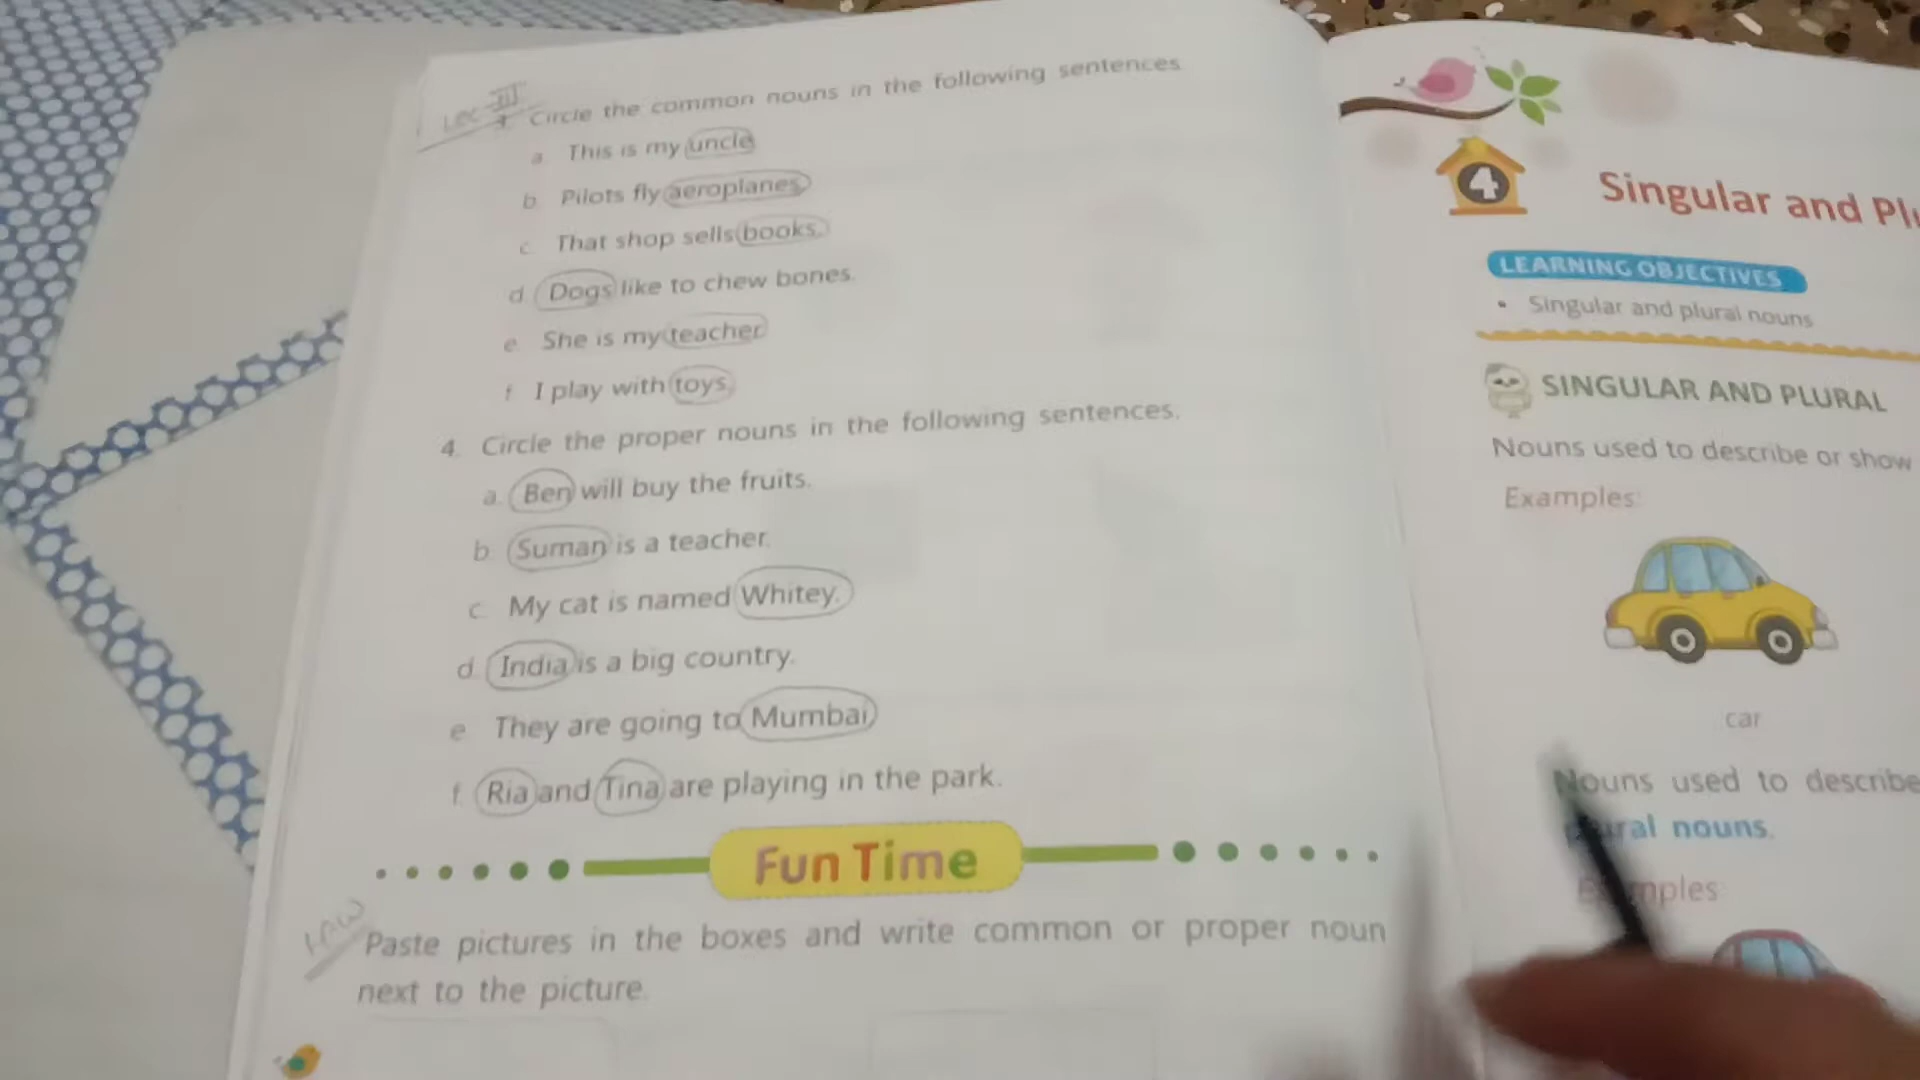 Lec-III
3. Circle the common nouns in the following sentences
a. This is my uncle
b. Pilots fly aeroplanes.
c. That shop sells books.
d. Dogs like to chew bones.
e. She is my teacher
f. I play with toys.
4. Circle the proper nouns in the following sentences.
a. Ben will buy the fruits.
b. Suman is a teacher.
c. My cat is named Whitey.
d. India is a big country.
e. They are going to Mumbai
f. Ria and Tina are playing in the park.
Fun Time
Paste pictures in the boxes and write common or proper noun
next to the picture.
4
Singular and
LEARNING OBJECTIVES
• Singular and plural nouns
SINGULAR AND PLURAL
Nouns used to describe or show
Examples:
car
Nouns used to describe
nouns.